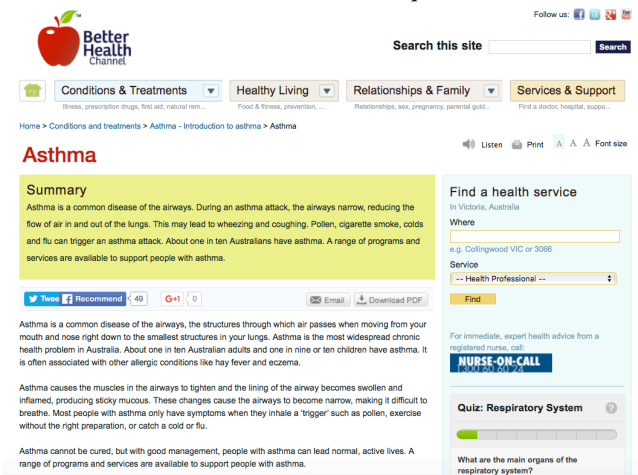 Follow us:
Better
Health
Channel
TM
Search this site
Search
Conditions & Treatments
Healthy Living
Relationships & Family
Services & Support
Illness, prescription drugs, first aid, natural rem...
Food & fitness, prevention, ...
Relationships, sex, pregnancy, parental guid...
Find a doctor, hospital, suppo...
Home > Conditions and treatments > Asthma - Introduction to asthma > Asthma
Listen Print A A A Font size
Asthma
Summary
Asthma is a common disease of the airways. During an asthma attack, the airways narrow, reducing the
flow of air in and out of the lungs. This may lead to wheezing and coughing. Pollen, cigarette smoke, colds
and flu can trigger an asthma attack. About one in ten Australians have asthma. A range of programs and
services are available to support people with asthma.
Twee Recommend 49 G+1 0 Email Download PDF
Asthma is a common disease of the airways, the structures through which air passes when moving from your
mouth and nose right down to the smallest structures in your lungs. Asthma is the most widespread chronic
health problem in Australia. About one in ten Australian adults and one in nine or ten children have asthma. It
is often associated with other allergic conditions like hay fever and eczema.
Asthma causes the muscles in the airways to tighten and the lining of the airway becomes swollen and
inflamed, producing sticky mucous. These changes cause the airways to become narrow, making it difficult to
breathe. Most people with asthma only have symptoms when they inhale a 'trigger' such as pollen, exercise
without the right preparation, or catch a cold or flu.
Asthma cannot be cured, but with good management, people with asthma can lead normal, active lives. A
range of programs and services are available to support people with asthma.
Find a health service
In Victoria, Australia
Where
e.g. Collingwood VIC or 3066
Service
-- Health Professional --
Find
For immediate, expert health advice from a
registered nurse, call:
NURSE-ON-CALL
1300 60 60 24
Quiz: Respiratory System ?
What are the main organs of the
respiratory system?